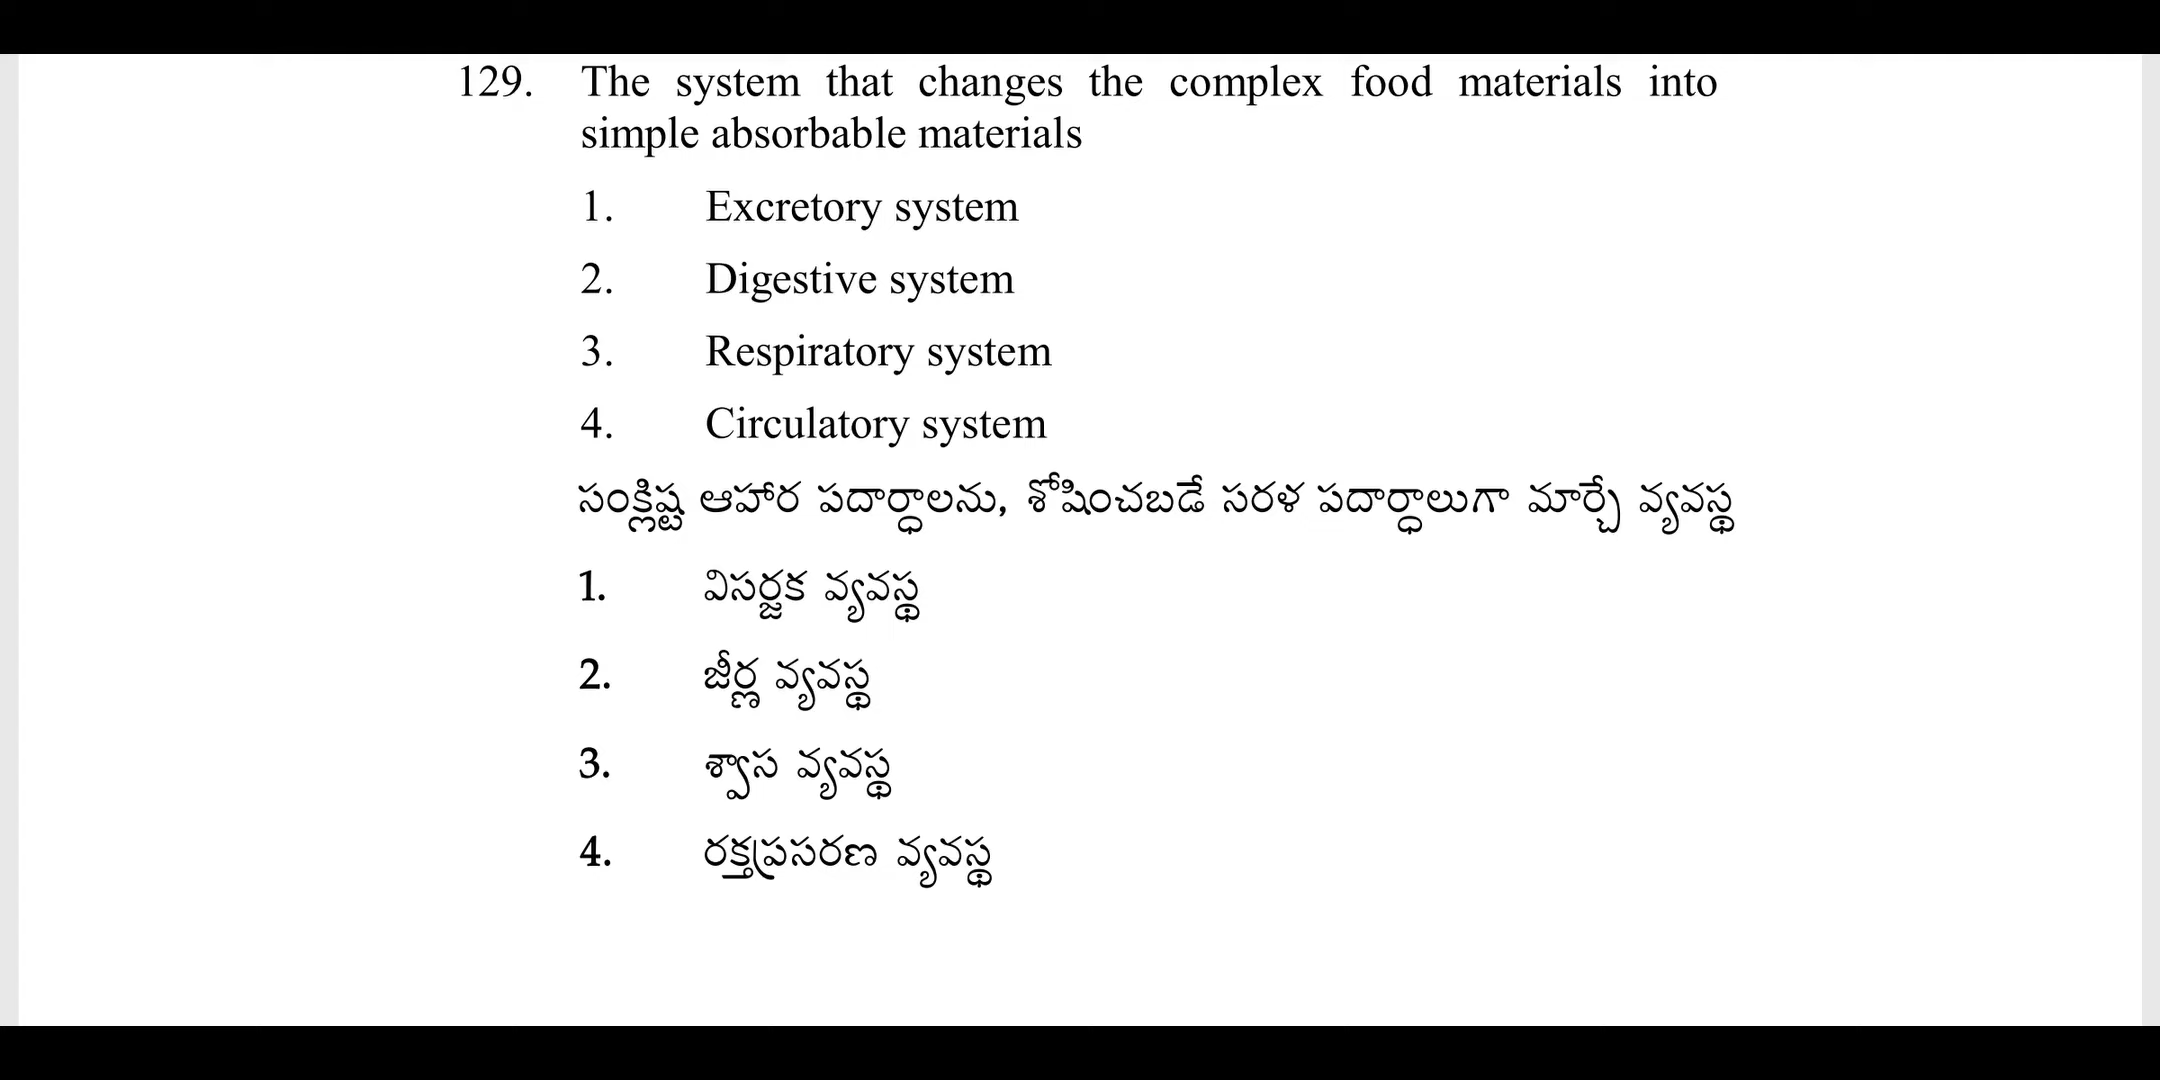 129. The system that changes the complex food materials into
simple absorbable materials
1. Excretory system
2. Digestive system
3. Respiratory system
4. Circulatory system
సంక్లిష్ట ఆహార పదార్ధాలను, శోషించబడే సరళ పదార్ధాలుగా మార్చే వ్యవస్థ
1. విసర్జక వ్యవస్థ
2. జీర్ణ వ్యవస్థ
3. శ్వాస వ్యవస్థ
4. రక్తప్రసరణ వ్యవస్థ